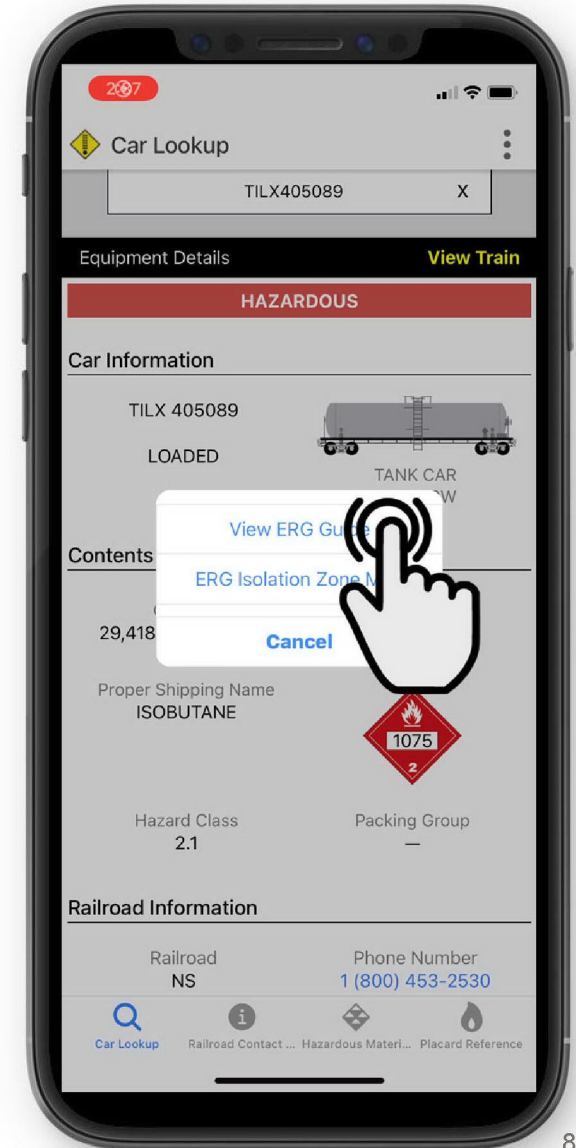 Car Lookup
TILX405089 X
Equipment Details View Train
HAZARDOUS
Car Information
TILX 405089
LOADED
TANK CAR
View ERG
Contents
ERG Isolation Zone
29,418
Cancel
Proper Shipping Name
ISOBUTANE
1075
2
Hazard Class Packing Group
2.1 —
Railroad Information
Railroad Phone Number
NS 1 (800) 453-2530
Car Lookup Railroad Contact ... Hazardous Materi... Placard Reference
8